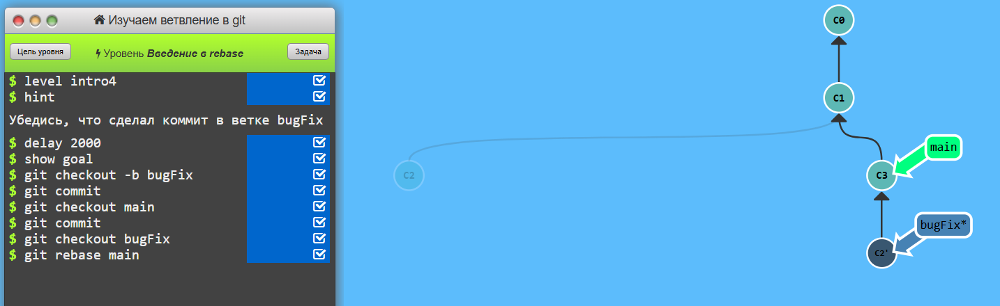 Изучаем ветвление в git
Цель уровня
Уровень Введение в rebase
Задача
$ level intro4
$ hint
Убедись, что сделал коммит в ветке bugFix
$ delay 2000
$ show goal
$ git checkout -b bugFix
$ git commit
$ git checkout main
$ git commit
$ git checkout bugFix
$ git rebase main
C0
C1
main
C2
C3
bugFix*
C2'